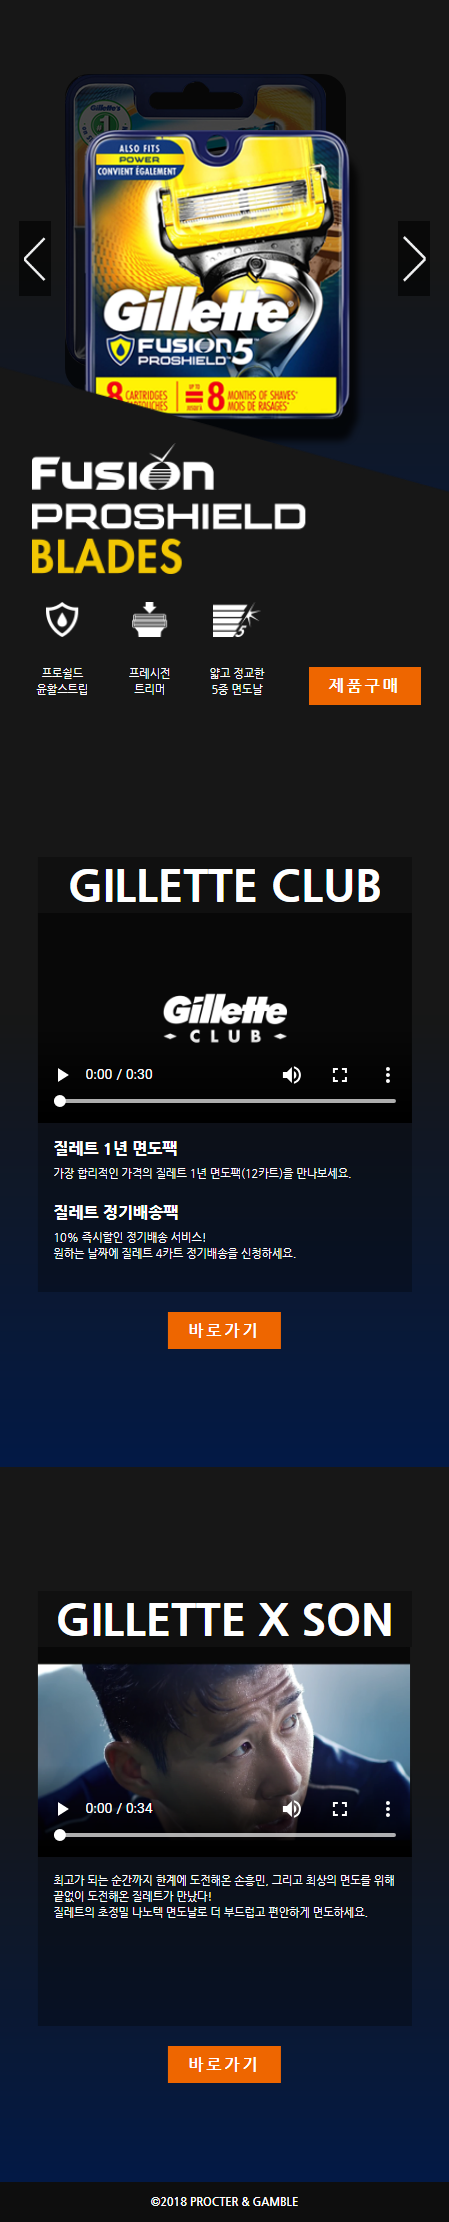 Gillette
ALSO FITS
POWER
CONVIENT ÉGALEMENT
Gillette
FUSION5
PROSHIELD™
8 CARTRIDGES
CARTOUCHES
UP TO
JUSQU'À
= 8 MONTHS OF SHAVES*
MOIS DE RASAGES*
FUSION
PROSHIELD
BLADES
5
프로쉴드
윤활스트립
프레시전
트리머
얇고 정교한
5중 면도날
제품구매
GILLETTE CLUB
Gillette
CLUB
0:00 / 0:30
질레트 1년 면도팩
가장 합리적인 가격의 질레트 1년 면도팩(12카트)을 만나보세요.
질레트 정기배송팩
10% 즉시할인 정기배송 서비스!
원하는 날짜에 질레트 4카트 정기배송을 신청하세요.
바로가기
GILLETTE X SON
0:00 / 0:34
최고가 되는 순간까지 한계에 도전해온 손흥민, 그리고 최상의 면도를 위해
끝없이 도전해온 질레트가 만났다!
질레트의 초정밀 나노텍 면도날로 더 부드럽고 편안하게 면도하세요.
바로가기
©2018 PROCTER & GAMBLE